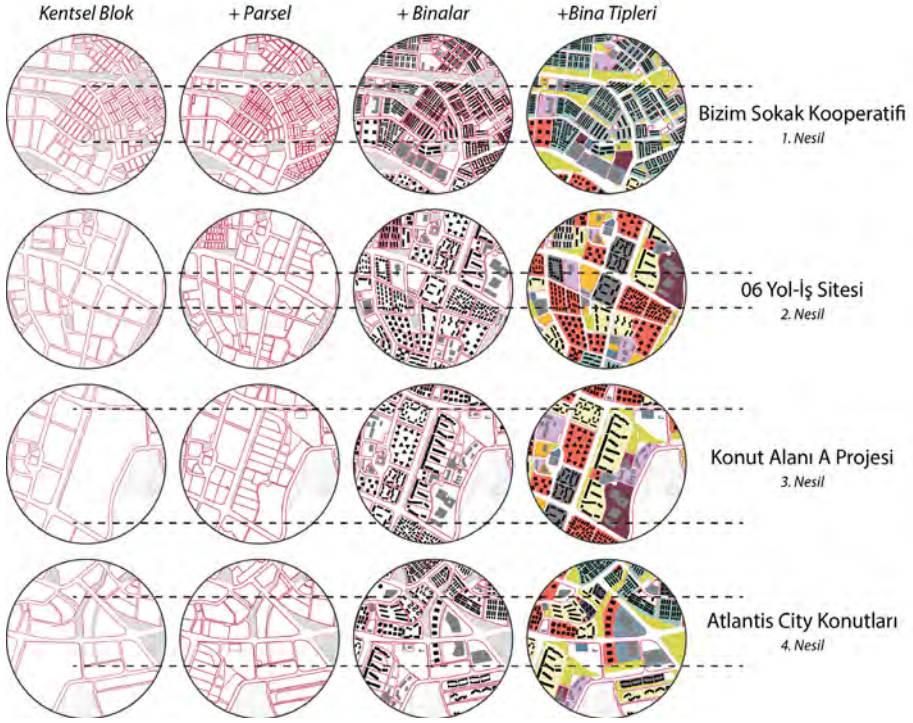 Kentsel Blok
+ Parsel
+ Binalar
+Bina Tipleri
Bizim Sokak Kooperatifi
1. Nesil
06 Yol-İş Sitesi
2. Nesil
Konut Alanı A Projesi
3. Nesil
Atlantis City Konutları
4. Nesil